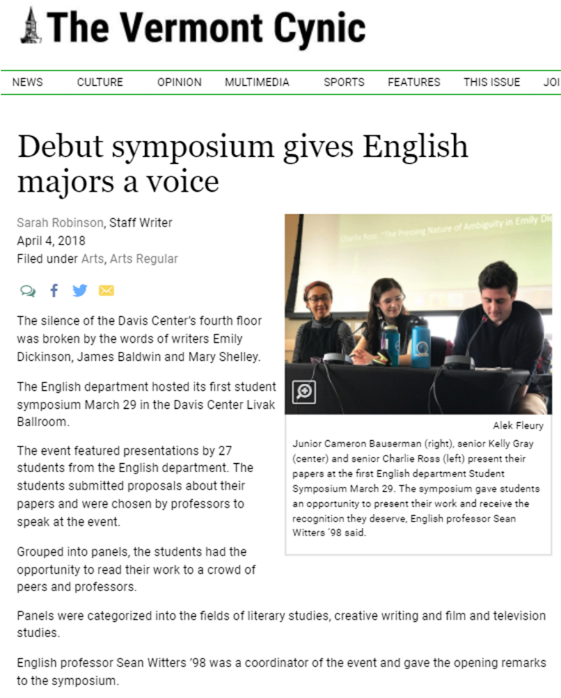 The Vermont Cynic
NEWS CULTURE OPINION MULTIMEDIA SPORTS FEATURES THIS ISSUE JOI
Debut symposium gives English
majors a voice
Sarah Robinson, Staff Writer
April 4, 2018
Filed under Arts, Arts Regular
The silence of the Davis Center's fourth floor
was broken by the words of writers Emily
Dickinson, James Baldwin and Mary Shelley.
The English department hosted its first student
symposium March 29 in the Davis Center Livak
Ballroom.
The event featured presentations by 27
students from the English department. The
students submitted proposals about their
papers and were chosen by professors to
speak at the event.
Grouped into panels, the students had the
opportunity to read their work to a crowd of
peers and professors.
Charlie Ross: "The Pressing Nature of Ambiguity in Emily Di
Alek Fleury
Junior Cameron Bauserman (right), senior Kelly Gray
(center) and senior Charlie Ross (left) present their
papers at the first English department Student
Symposium March 29. The symposium gave students
an opportunity to present their work and receive the
recognition they deserve, English professor Sean
Witters '98 said.
Panels were categorized into the fields of literary studies, creative writing and film and television
studies.
English professor Sean Witters '98 was a coordinator of the event and gave the opening remarks
to the symposium.